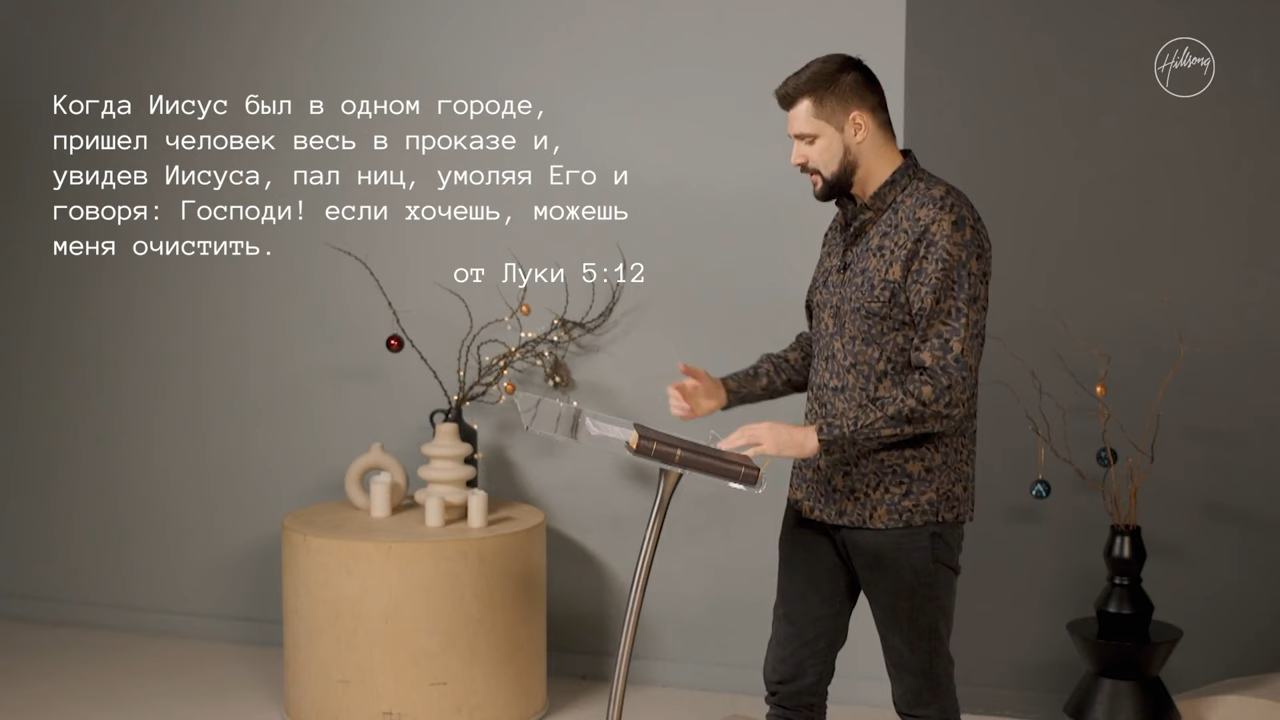 Когда Иисус был в одном городе,
пришел человек весь в проказе и,
увидев Иисуса, пал ниц, умоляя Его и
говоря: Господи! если хочешь, можешь
меня очистить.
от Луки 5:12
Hillsong